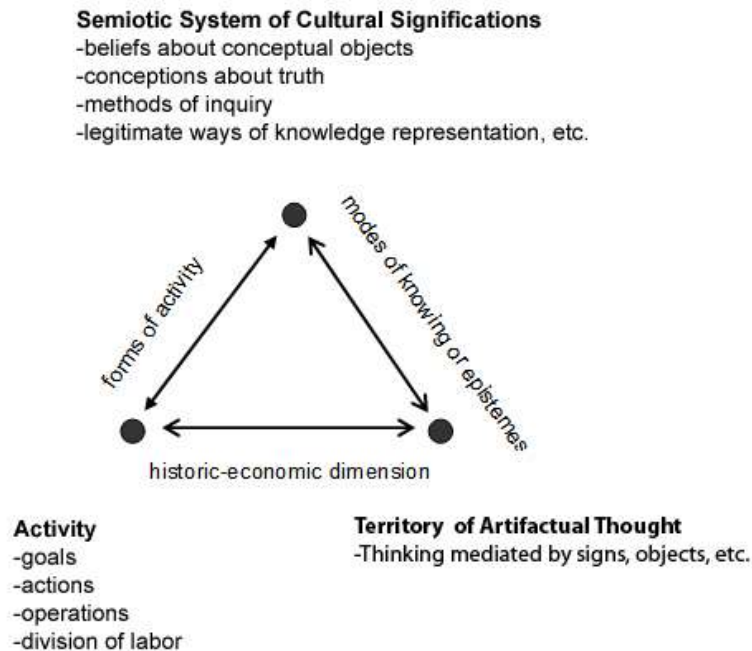 Semiotic System of Cultural Significations
-beliefs about conceptual objects
-conceptions about truth
-methods of inquiry
-legitimate ways of knowledge representation, etc.
forms of activity
modes of knowing or epistemes
historic-economic dimension
Activity
-goals
-actions
-operations
-division of labor
Territory of Artifactual Thought
-Thinking mediated by signs, objects, etc.